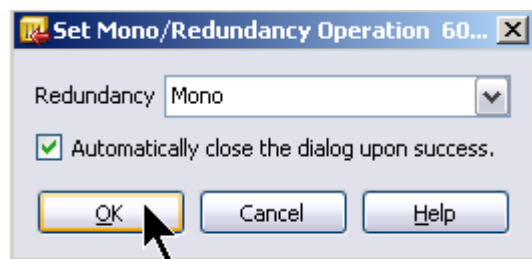 Set Mono/Redundancy Operation 60...
Redundancy Mono
Automatically close the dialog upon success.
OK Cancel Help